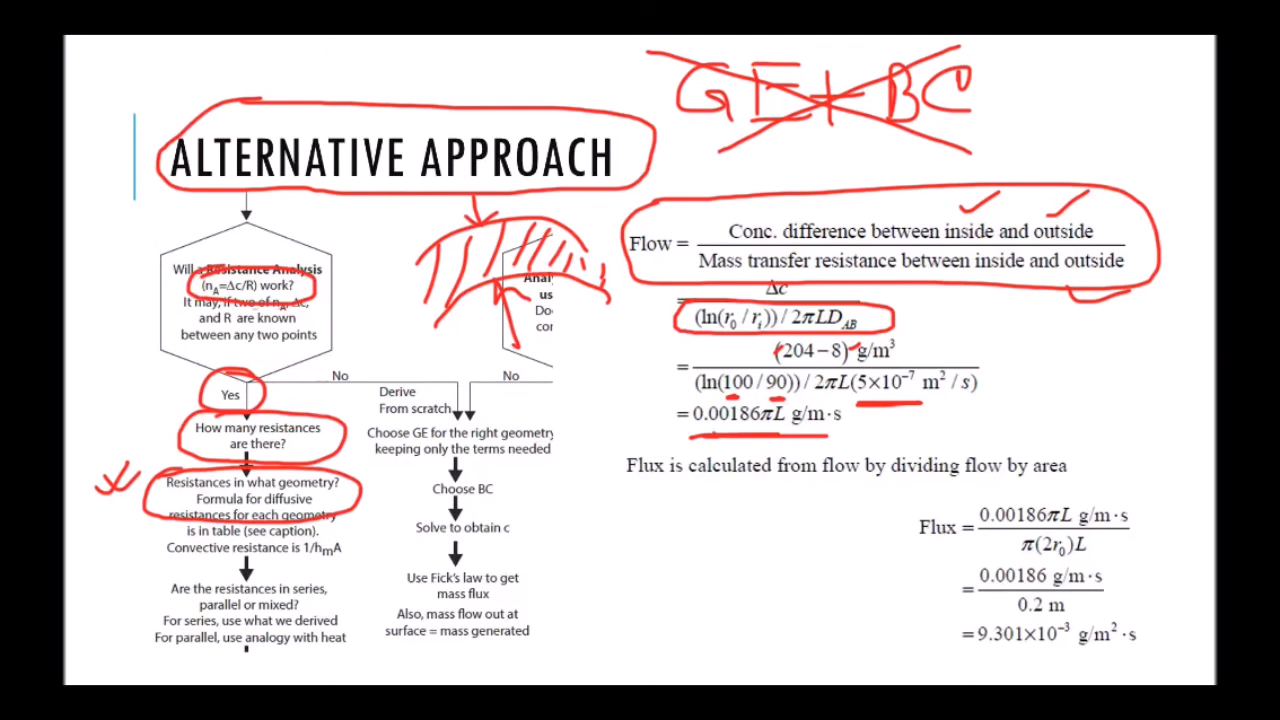 GE + BC
ALTERNATIVE APPROACH
Will a Resistance Analysis
(nA=Δc/R) work?
It may, if two of nA, Δc,
and R are known
between any two points
Yes
No
How many resistances
are there?
Resistances in what geometry?
Formula for diffusive
resistances for each geometry
is in table (see caption).
Convective resistance is 1/hmA
Are the resistances in series,
parallel or mixed?
For series, use what we derived
For parallel, use analogy with heat
Derive
From scratch
No
Choose GE for the right geometry
keeping only the terms needed
Choose BC
Solve to obtain c
Use Fick's law to get
mass flux
Also, mass flow out at
surface = mass generated
Anal
us
Do
con
Flow = Conc. difference between inside and outside
Mass transfer resistance between inside and outside
= Δc
(ln(r0/ri))/2πLDAB
= (204−8) g/m³
(ln(100/90))/2πL(5×10⁻⁷ m²/s)
= 0.00186πL g/m·s
Flux is calculated from flow by dividing flow by area
Flux = 0.00186πL g/m·s
π(2r0)L
= 0.00186 g/m·s
0.2 m
= 9.301×10⁻³ g/m²·s